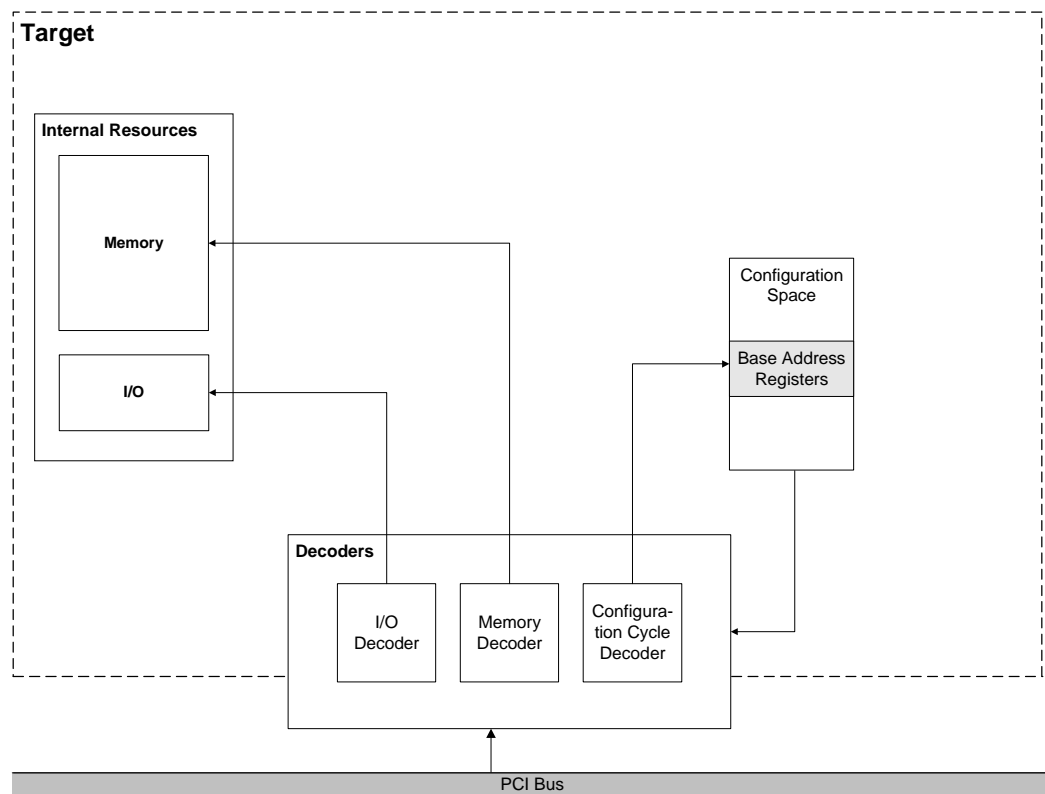 Target
Internal Resources
Memory
I/O
Configuration
Space
Base Address
Registers
Decoders
I/O
Decoder
Memory
Decoder
Configura-
tion Cycle
Decoder
PCI Bus